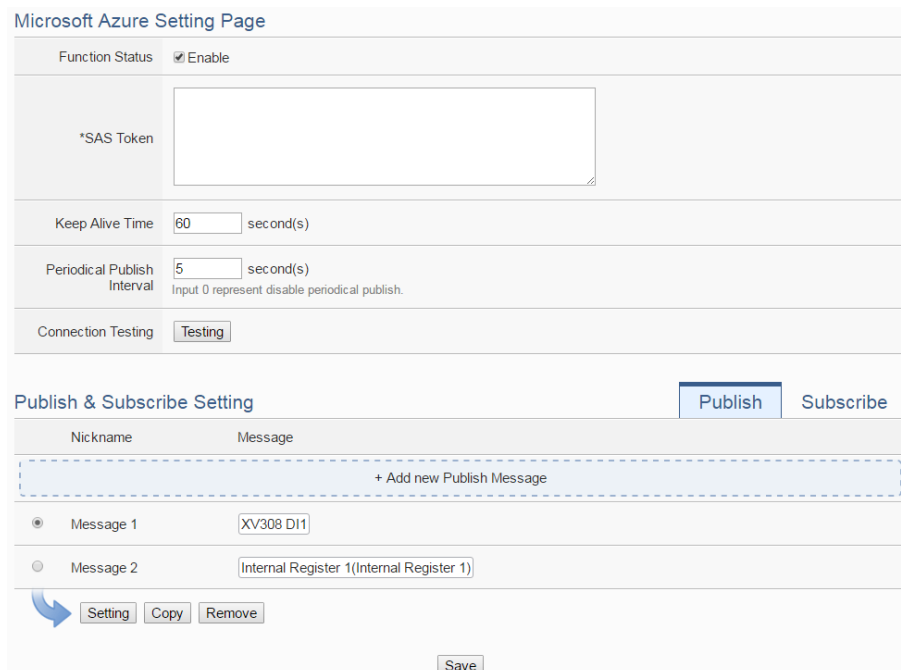 Microsoft Azure Setting Page
Function Status Enable
*SAS Token
Keep Alive Time 60 second(s)
Periodical Publish Interval 5 second(s)
Input 0 represent disable periodical publish.
Connection Testing Testing
Publish & Subscribe Setting Publish Subscribe
Nickname Message
+ Add new Publish Message
Message 1 XV308 DI1
Message 2 Internal Register 1(Internal Register 1)
Setting Copy Remove
Save